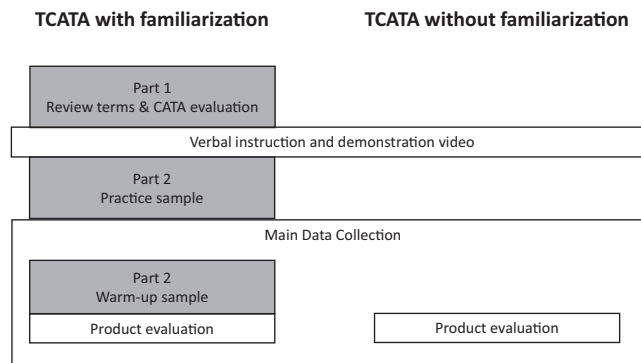 TCATA with familiarization
TCATA without familiarization
Part 1
Review terms & CATA evaluation
Verbal instruction and demonstration video
Part 2
Practice sample
Main Data Collection
Part 2
Warm-up sample
Product evaluation
Product evaluation